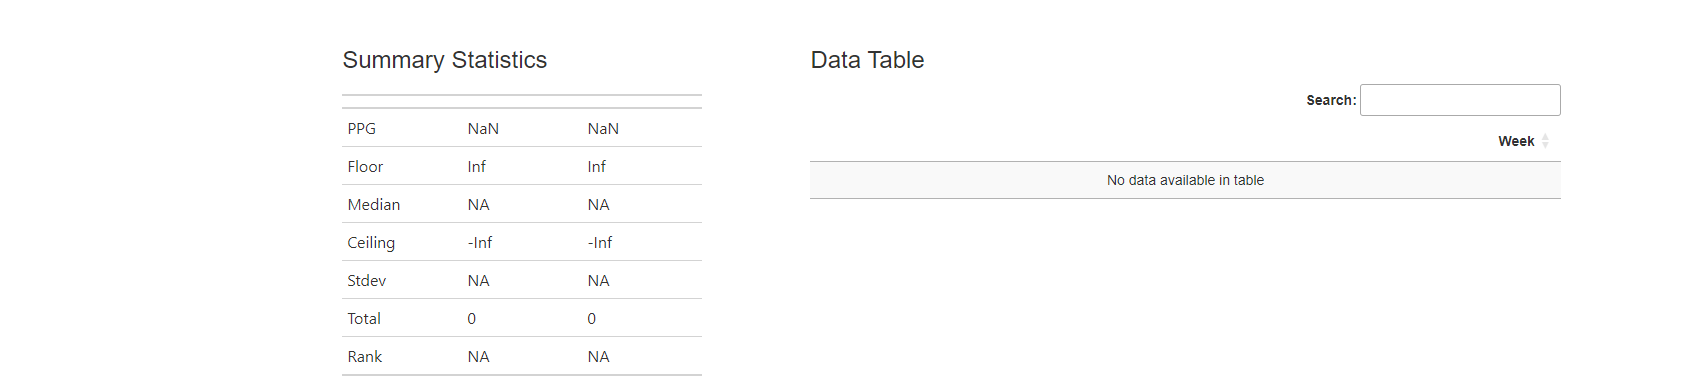 Summary Statistics
PPG NaN NaN
Floor Inf Inf
Median NA NA
Ceiling -Inf -Inf
Stdev NA NA
Total 0 0
Rank NA NA
Data Table
Search:
Week
No data available in table